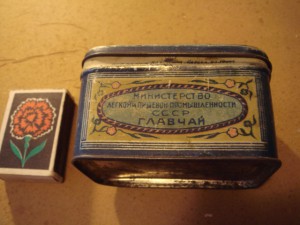 МИНИСТЕРСТВО
ЛЕГКОЙ И ПИЩЕВОЙ ПРОМЫШЛЕННОСТИ
СССР
ГЛАВЧАЙ